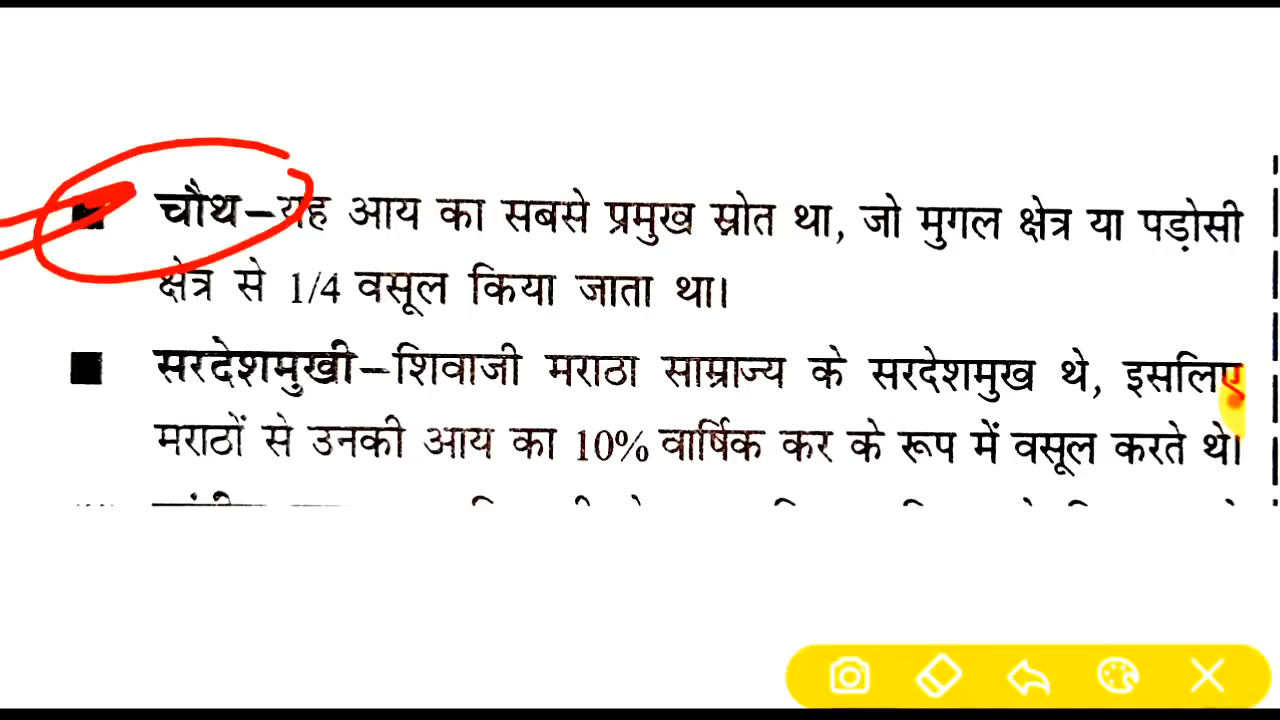 ■ चौथ–यह आय का सबसे प्रमुख स्रोत था, जो मुगल क्षेत्र या पड़ोसी
क्षेत्र से 1/4 वसूल किया जाता था।
■ सरदेशमुखी–शिवाजी मराठा साम्राज्य के सरदेशमुख थे, इसलिए
मराठों से उनकी आय का 10% वार्षिक कर के रूप में वसूल करते थे।